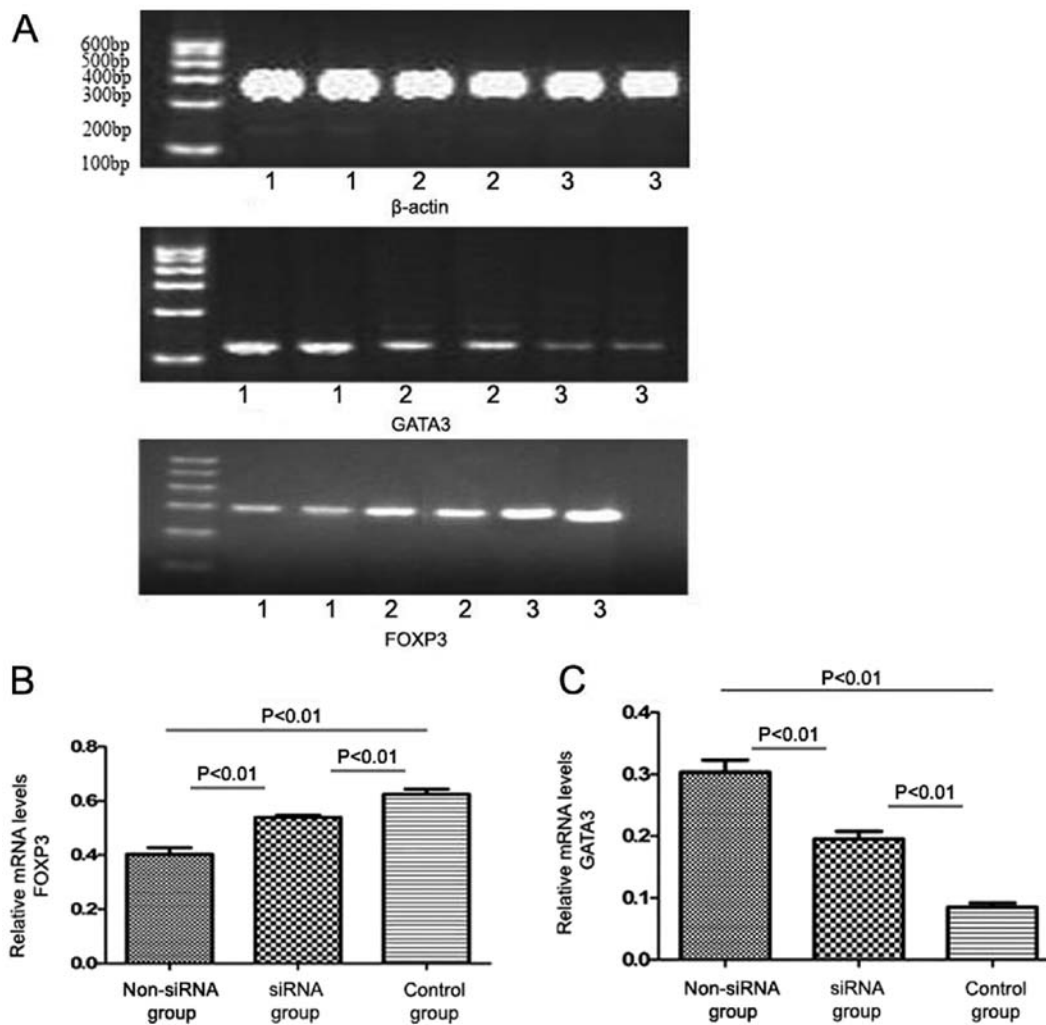 A
600bp
500bp
400bp
300bp
200bp
100bp
1 1 2 2 3 3
β-actin
1 1 2 2 3 3
GATA3
1 1 2 2 3 3
FOXP3
B
P<0.01
P<0.01
P<0.01
0.8
0.6
0.4
0.2
0.0
Relative mRNA levels
FOXP3
Non-siRNA group
siRNA group
Control group
C
P<0.01
P<0.01
P<0.01
0.4
0.3
0.2
0.1
0.0
Relative mRNA levels
GATA3
Non-siRNA group
siRNA group
Control group